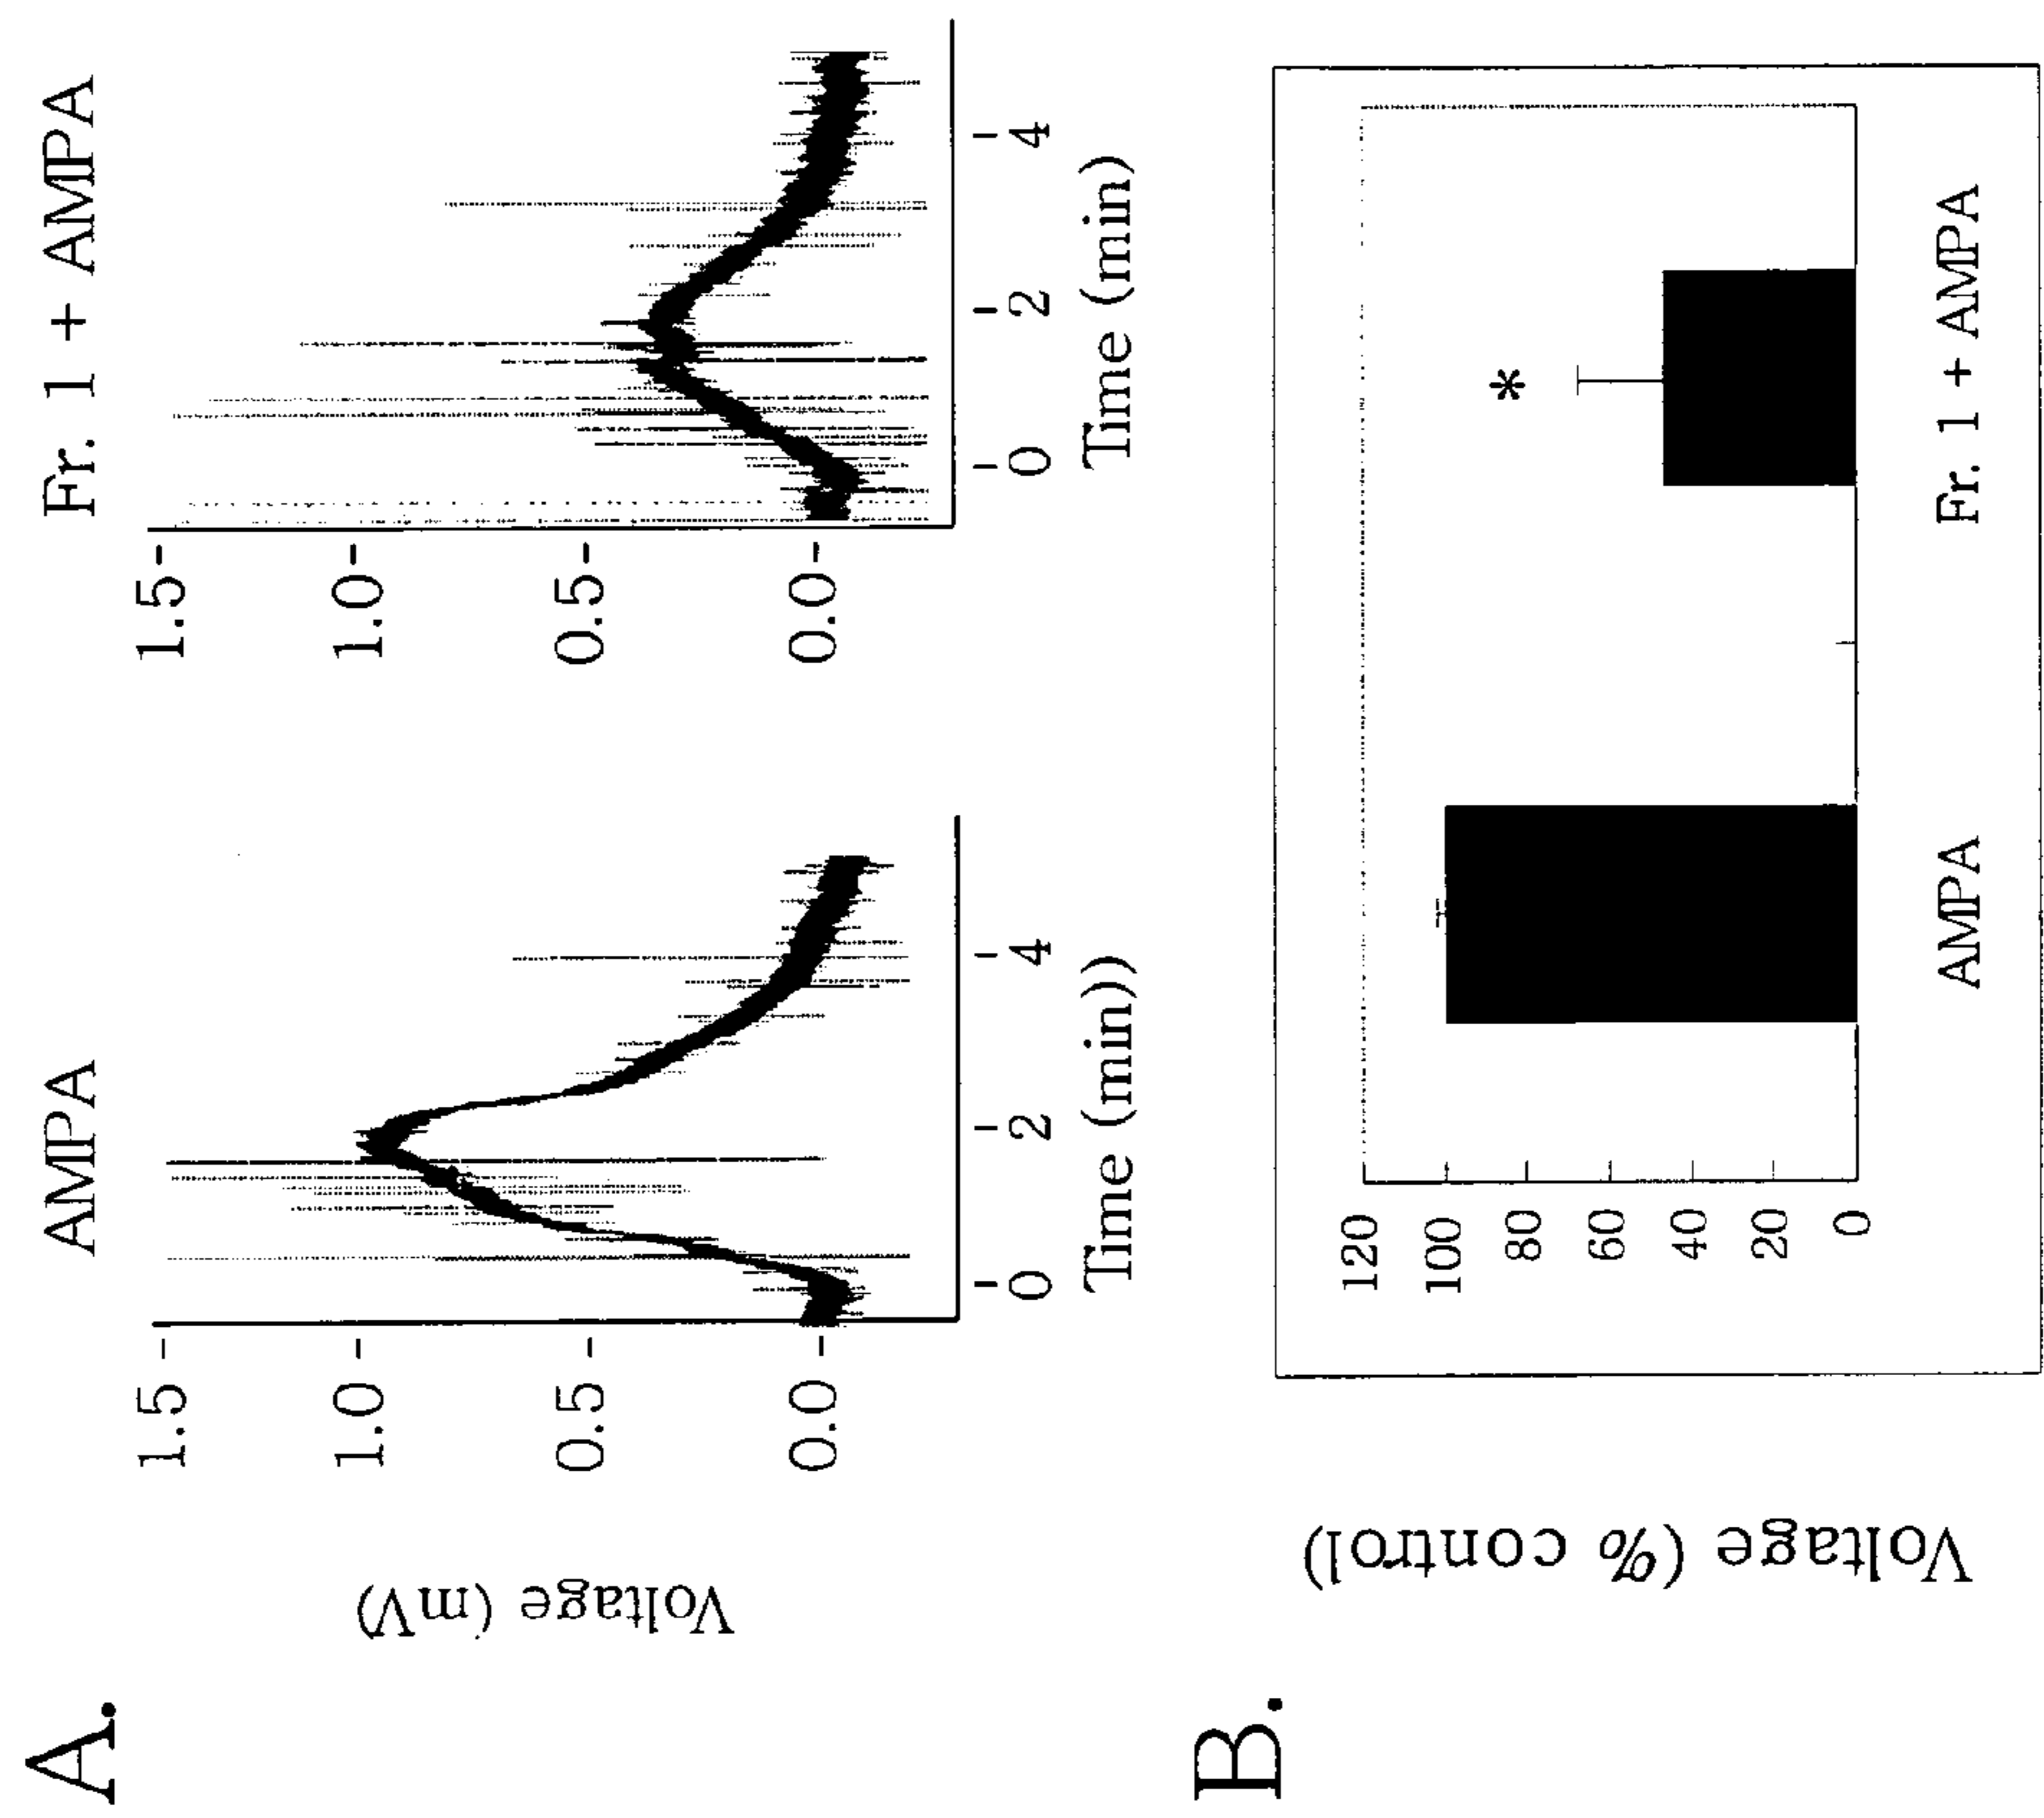 A.
AMPA
Fr. 1 + AMPA
Voltage (mV)
1.5
1.0
0.5
0.0
0 2 4
Time (min))
1.5
1.0
0.5
0.0
0 2 4
Time (min)
B.
Voltage (% control)
120
100
80
60
40
20
0
*
AMPA
Fr. 1 + AMPA